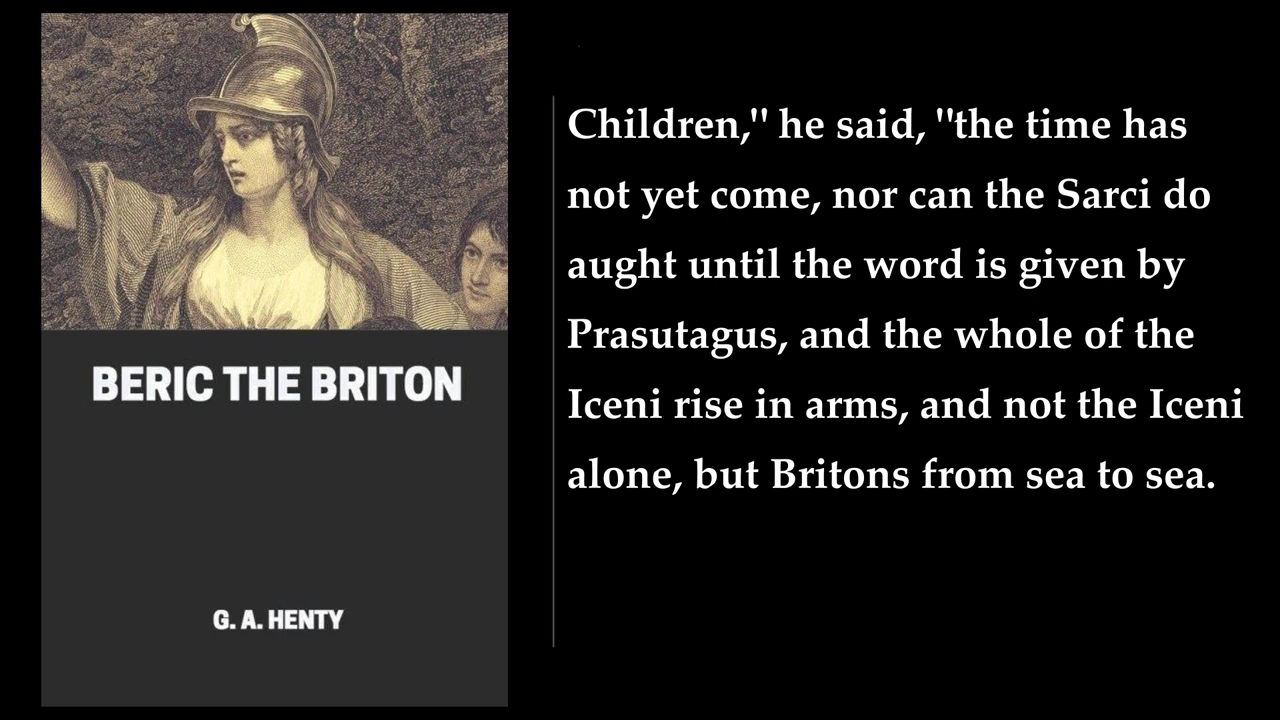 BERIC THE BRITON
G. A. HENTY
Children," he said, "the time has
not yet come, nor can the Sarci do
aught until the word is given by
Prasutagus, and the whole of the
Iceni rise in arms, and not the Iceni
alone, but Britons from sea to sea.